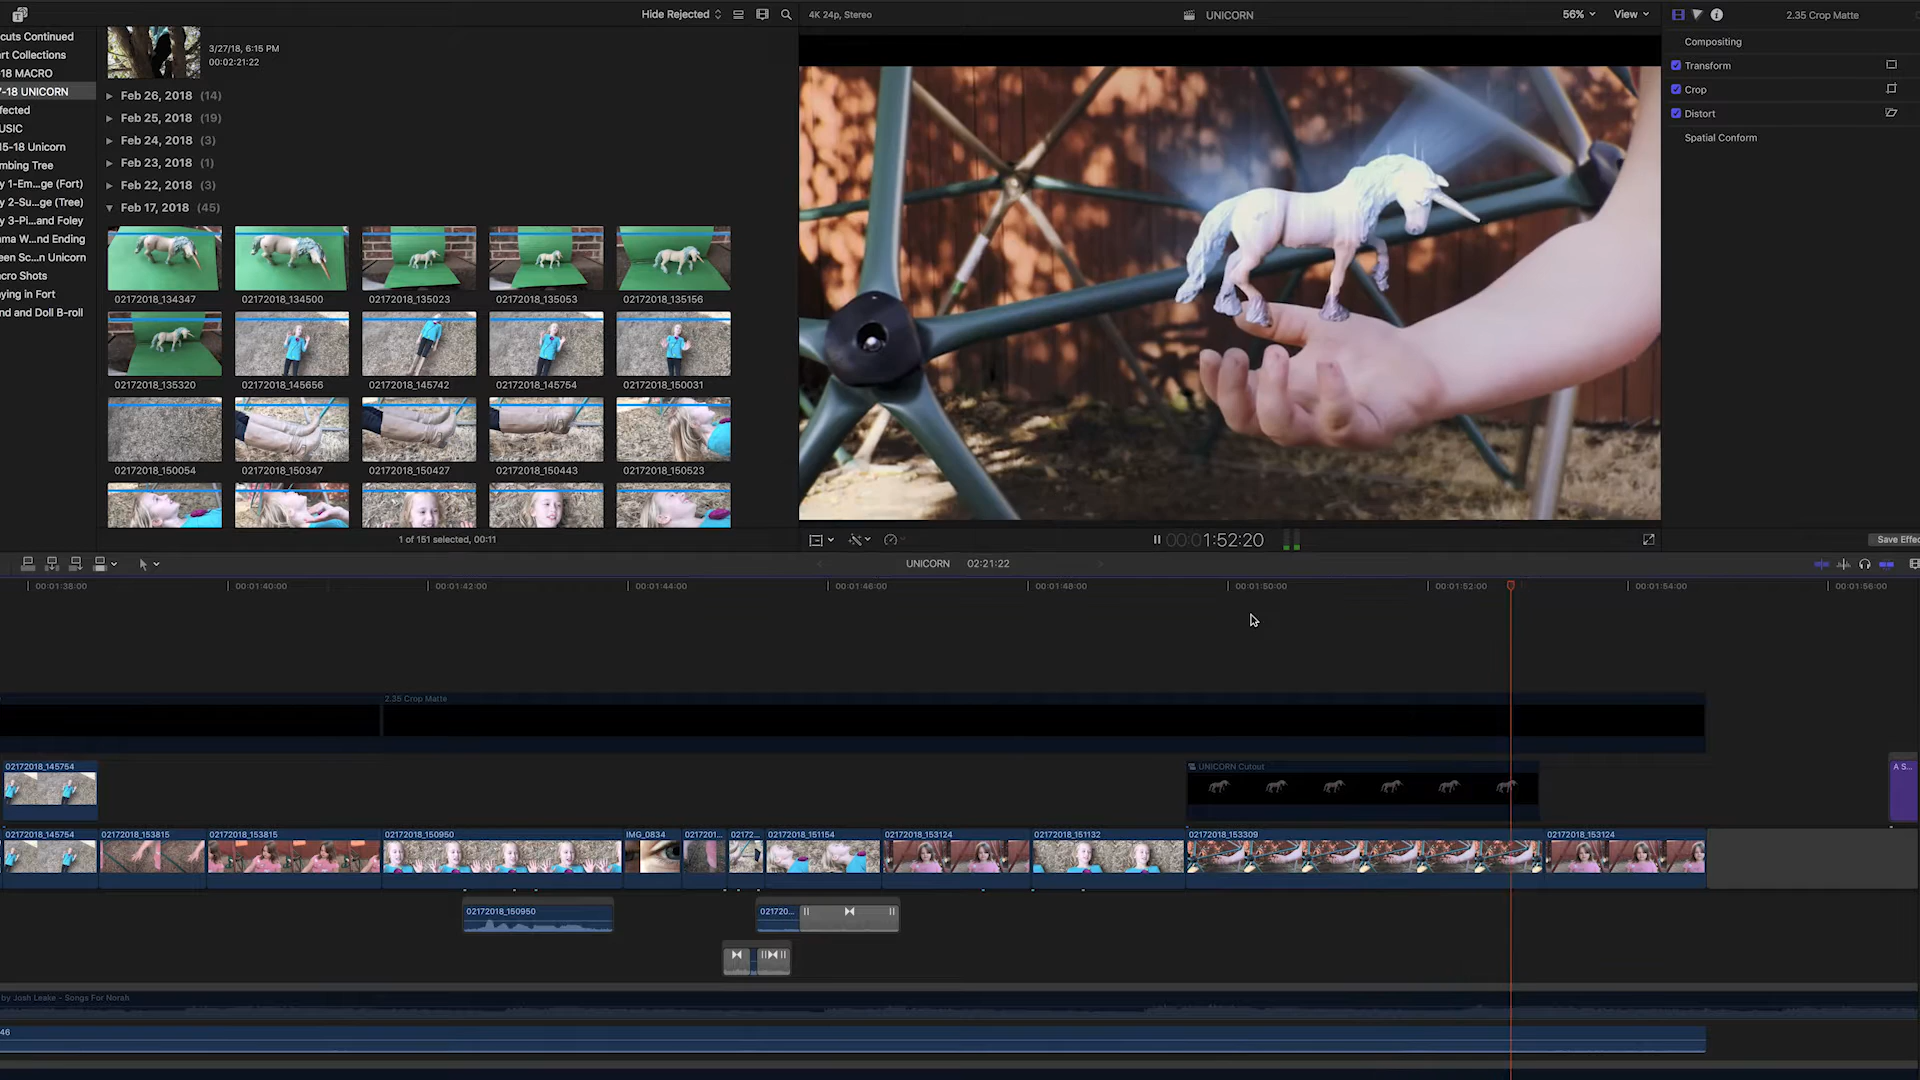 Hide Rejected
4K 24p, Stereo
UNICORN
56%
View
2.35 Crop Matte
cuts Continued
rt Collections
-18 MACRO
-18 UNICORN
fected
USIC
15-18 Unicorn
mbing Tree
y 1-Em...ge (Fort)
y 2-Su...ge (Tree)
y 3-Pi...and Foley
ma W...nd Ending
een Sc...n Unicorn
cro Shots
ying in Fort
nd and Doll B-roll
3/27/18, 6:15 PM
00:02:21:22
Feb 26, 2018 (14)
Feb 25, 2018 (19)
Feb 24, 2018 (3)
Feb 23, 2018 (1)
Feb 22, 2018 (3)
Feb 17, 2018 (45)
02172018_134347
02172018_134500
02172018_135023
02172018_135053
02172018_135156
02172018_135320
02172018_145656
02172018_145742
02172018_145754
02172018_150031
02172018_150054
02172018_150347
02172018_150427
02172018_150443
02172018_150523
1 of 151 selected, 00:11
Compositing
Transform
Crop
Distort
Spatial Conform
00:01:52:20
Save Effec
UNICORN 02:21:22
00:01:38:00
00:01:40:00
00:01:42:00
00:01:44:00
00:01:46:00
00:01:48:00
00:01:50:00
00:01:52:00
00:01:54:00
00:01:56:00
2.35 Crop Matte
02172018_145754
UNICORN Cutout
A S...
02172018_145754
02172018_153815
02172018_153815
02172018_150950
IMG_0834
0217201...
02172...
02172018_151154
02172018_153124
02172018_151132
02172018_153309
02172018_153124
02172018_150950
021720...
by Josh Leake - Songs For Norah
46